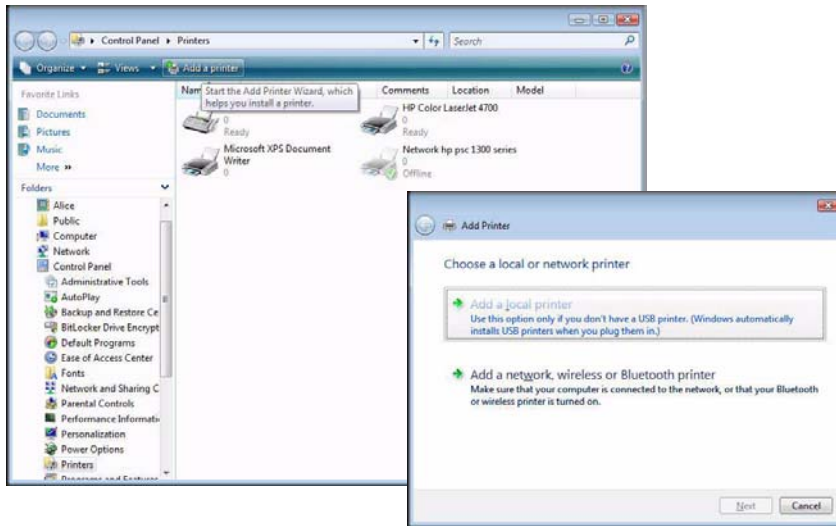 Control Panel ▸ Printers
Search
Organize Views Add a printer
Favorite Links
Documents
Pictures
Music
More »
Folders
Alice
Public
Computer
Network
Control Panel
Administrative Tools
AutoPlay
Backup and Restore Ce
BitLocker Drive Encrypt
Default Programs
Ease of Access Center
Fonts
Network and Sharing C
Parental Controls
Performance Informati
Personalization
Power Options
Printers
Programs and Features
Comments Location Model
Start the Add Printer Wizard, which
helps you install a printer.
0
Ready
HP Color LaserJet 4700
0
Ready
Microsoft XPS Document
Writer
0
Network hp psc 1300 series
0
Offline
Add Printer
Choose a local or network printer
Add a local printer
Use this option only if you don't have a USB printer. (Windows automatically
installs USB printers when you plug them in.)
Add a network, wireless or Bluetooth printer
Make sure that your computer is connected to the network, or that your Bluetooth
or wireless printer is turned on.
Next Cancel